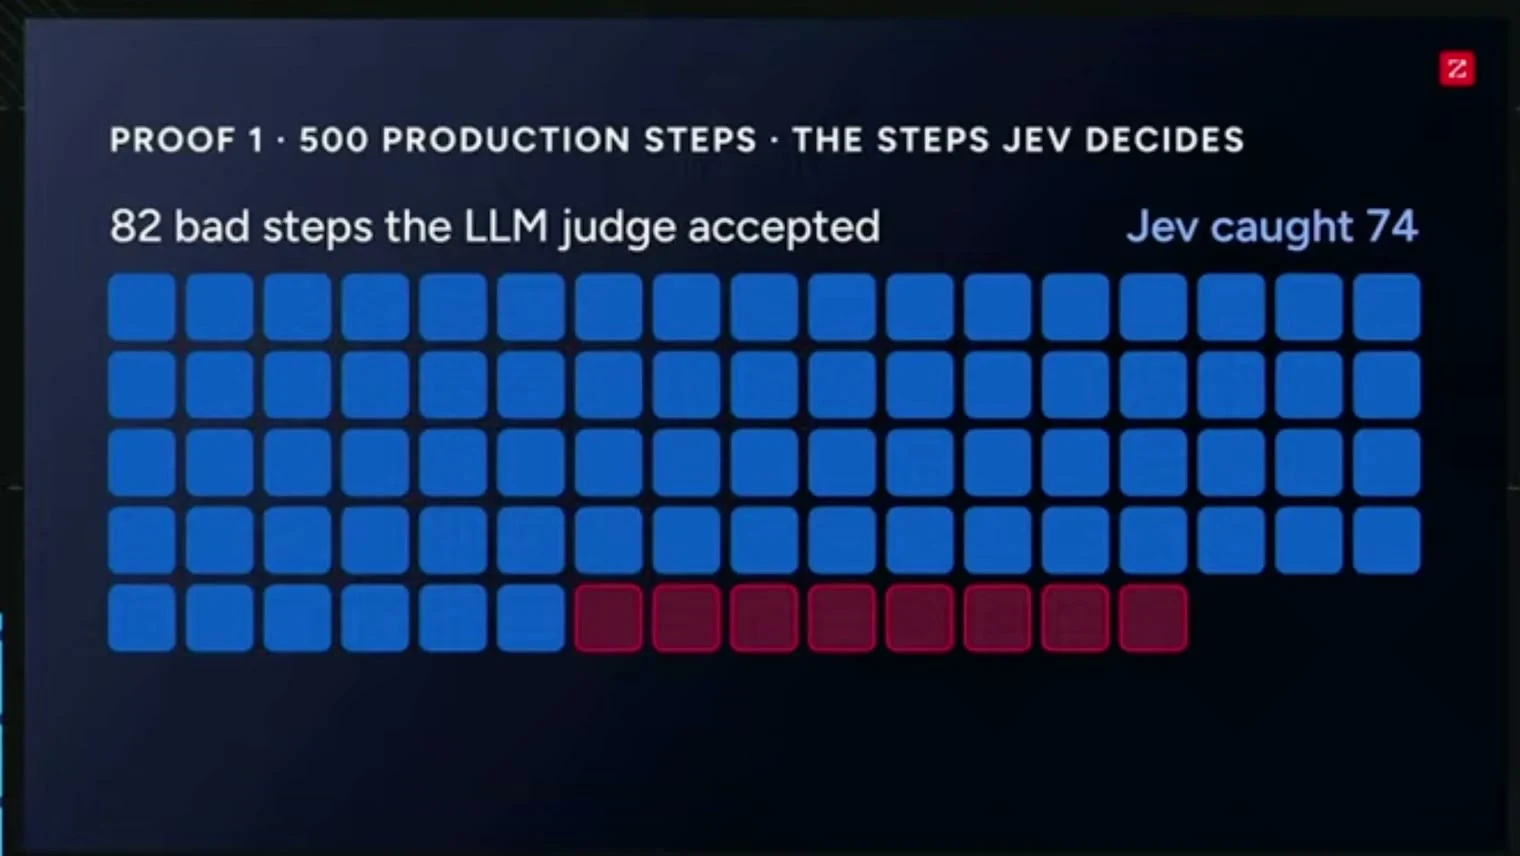 Z
PROOF 1 · 500 PRODUCTION STEPS · THE STEPS JEV DECIDES
82 bad steps the LLM judge accepted
Jev caught 74